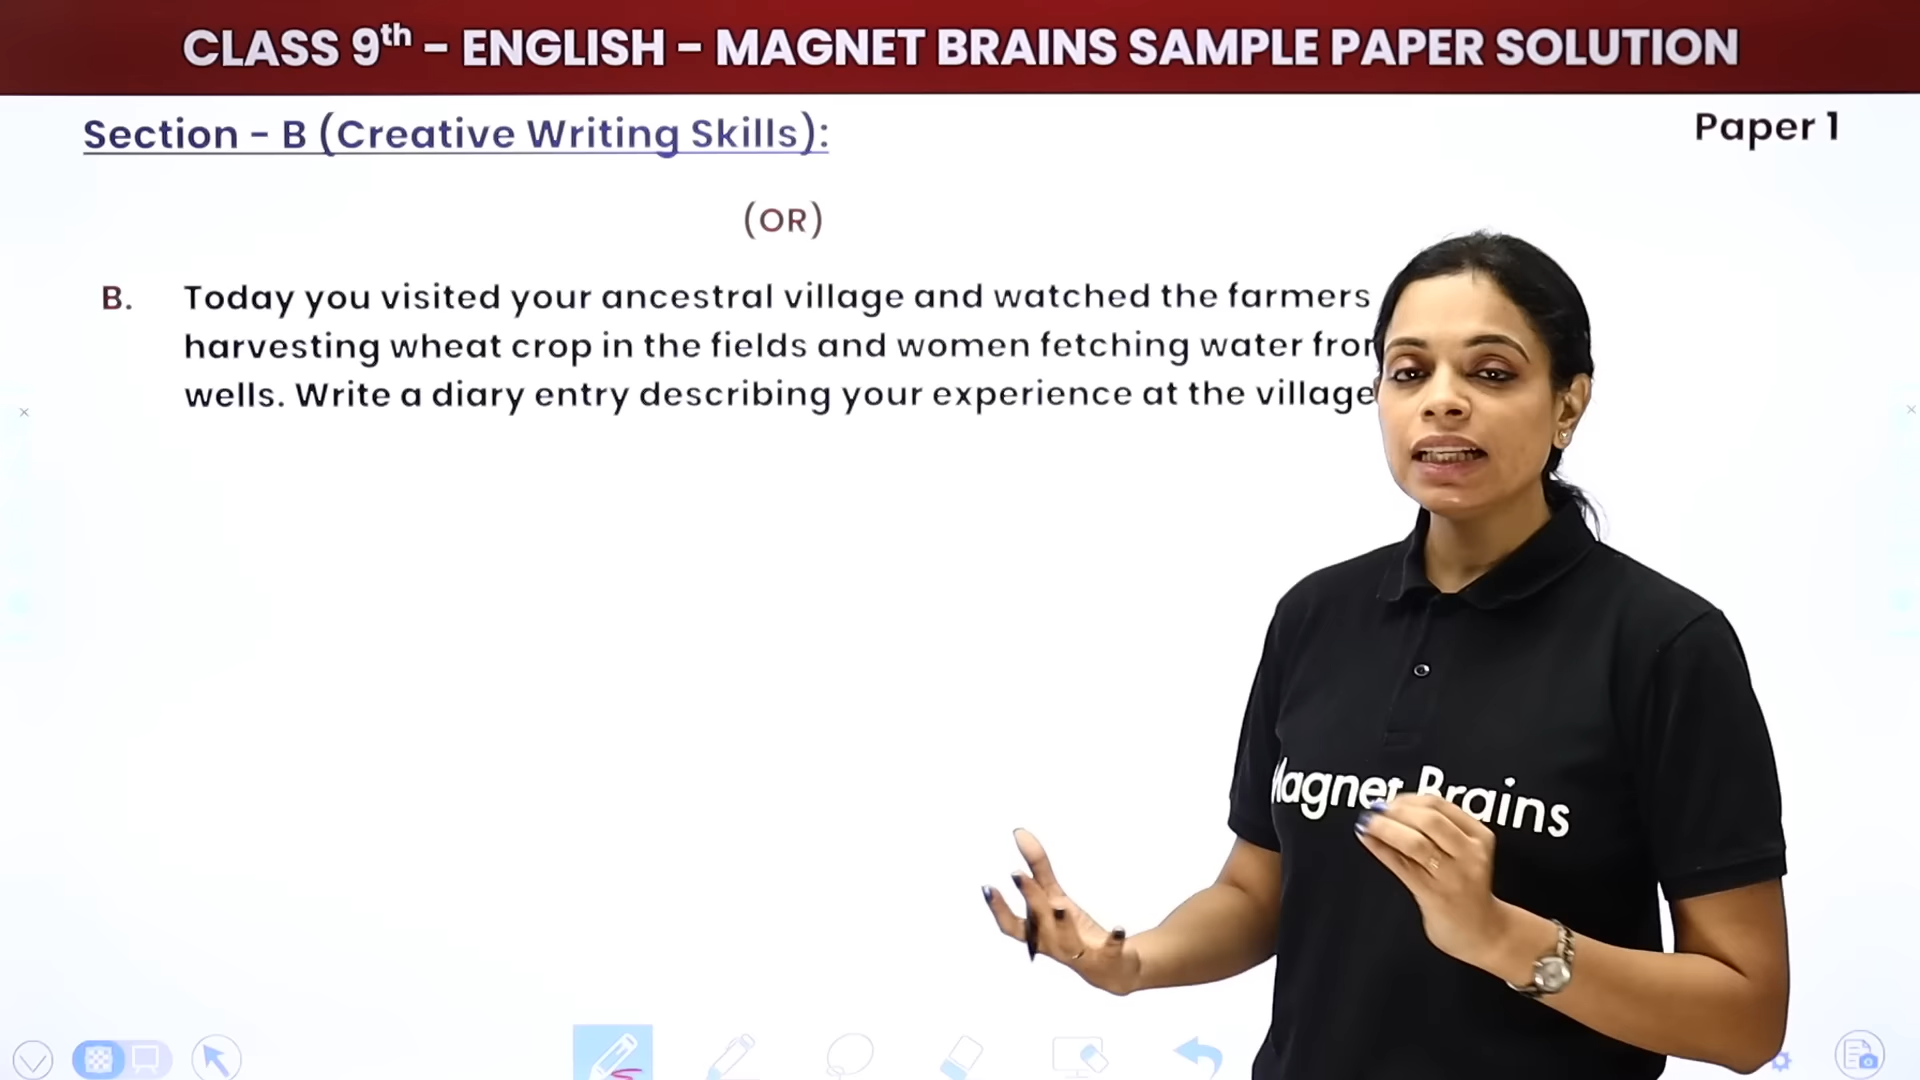 CLASS 9th – ENGLISH – MAGNET BRAINS SAMPLE PAPER SOLUTION
Section - B (Creative Writing Skills):
Paper 1
(OR)
B. Today you visited your ancestral village and watched the farmers
harvesting wheat crop in the fields and women fetching water
wells. Write a diary entry describing your experience at the village
Magnet Brains